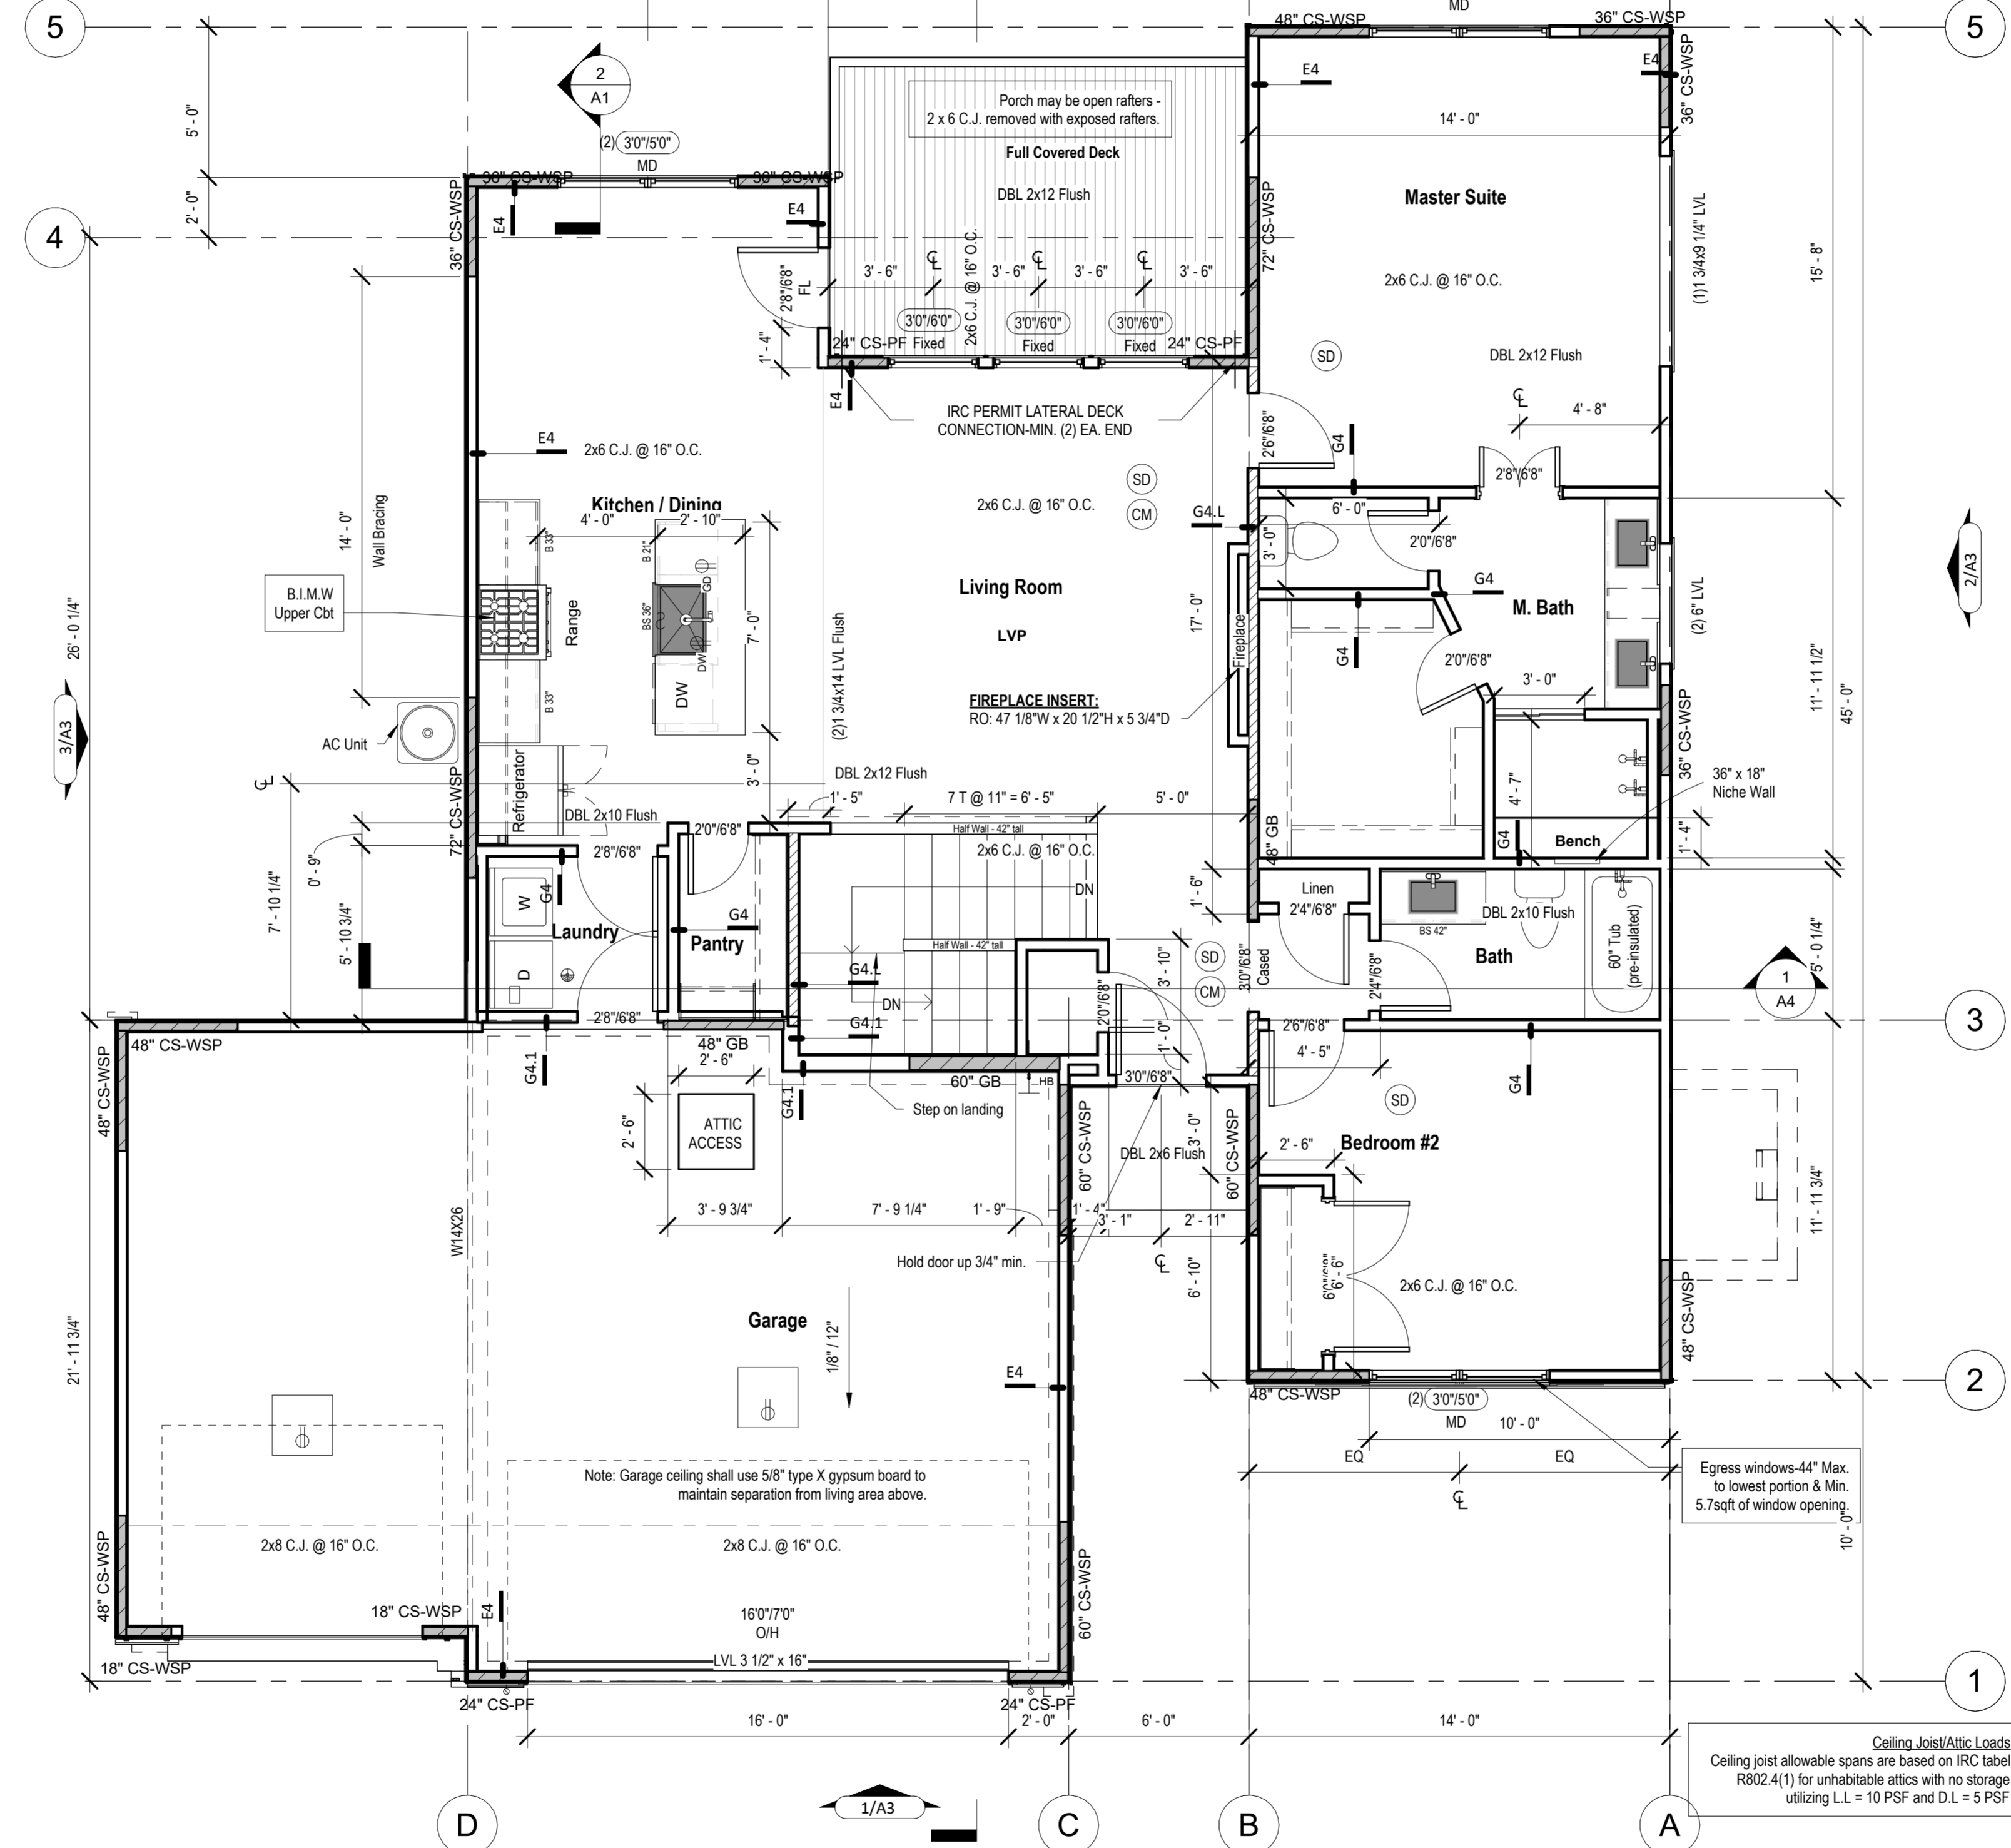 5
5
5' - 0"
2' - 0"
2
A1
(2) 3'0"/5'0"
MD
36" CS-WSP
36" CS-WSP
36" CS-WSP
E4
E4
Porch may be open rafters -
2 x 6 C.J. removed with exposed rafters.
Full Covered Deck
DBL 2x12 Flush
2x6 C.J. @ 16" O.C.
3' - 6"
3' - 6"
3' - 6"
3' - 6"
3'0"/6'0"
3'0"/6'0"
3'0"/6'0"
Fixed
Fixed
Fixed
24" CS-PF
24" CS-PF
2'8"/6'8"
FL
1' - 4"
E4
IRC PERMIT LATERAL DECK
CONNECTION-MIN. (2) EA. END
MD
48" CS-WSP
36" CS-WSP
36" CS-WSP
E4
E4
14' - 0"
Master Suite
72" CS-WSP
2x6 C.J. @ 16" O.C.
(1)1 3/4x9 1/4" LVL
15' - 8"
SD
DBL 2x12 Flush
4' - 8"
2'6"/6'8"
G4
2'8"/6'8"
4
26' - 0 1/4"
14' - 0"
Wall Bracing
E4
2x6 C.J. @ 16" O.C.
Kitchen / Dining
4' - 0"
2' - 10"
B 33"
B 21"
BS 36"
GD
DW
DW
7' - 0"
B.I.M.W
Upper Cbt
Range
B 33"
AC Unit
3/A3
Refrigerator
3' - 0"
DBL 2x10 Flush
72" CS-WSP
(2)1 3/4x14 LVL Flush
2x6 C.J. @ 16" O.C.
SD
CM
G4.L
Living Room
LVP
17' - 0"
Fireplace
FIREPLACE INSERT:
RO: 47 1/8"W x 20 1/2"H x 5 3/4"D
DBL 2x12 Flush
1' - 5"
7 T @ 11" = 6' - 5"
5' - 0"
6' - 0"
3' - 0"
2'0"/6'8"
G4
G4
M. Bath
2'0"/6'8"
3' - 0"
(2) 6" LVL
11' - 11 1/2"
45' - 0"
2/A3
36" CS-WSP
36" x 18"
Niche Wall
4' - 7"
G4
Bench
1' - 4"
48" GB
7' - 10 1/4"
0' - 9"
5' - 10 3/4"
2'8"/6'8"
2'0"/6'8"
W
G4
Laundry
D
G4
Pantry
2'8"/6'8"
Half Wall - 42" tall
2x6 C.J. @ 16" O.C.
DN
Half Wall - 42" tall
G4.L
DN
G4.1
1' - 6"
Linen
2'4"/6'8"
BS 42"
DBL 2x10 Flush
60" Tub
(pre-insulated)
Bath
SD
CM
3'0"/6'8"
Cased
2'4"/6'8"
3' - 10"
1' - 0"
2'0"/6'8"
5' - 0 1/4"
1
A4
3
48" CS-WSP
48" CS-WSP
G4.1
48" GB
2' - 6"
G4.1
60" GB
HB
Step on landing
2' - 6"
ATTIC
ACCESS
3' - 9 3/4"
7' - 9 1/4"
1' - 9"
1' - 4"
3' - 1"
2' - 11"
3'0"/6'8"
DBL 2x6 Flush
3' - 0"
60" CS-WSP
60" CS-WSP
Hold door up 3/4" min.
6' - 10"
2'6"/6'8"
4' - 5"
G4
SD
2' - 6"
Bedroom #2
6' - 6"
2x6 C.J. @ 16" O.C.
11' - 11 3/4"
48" CS-WSP
48" CS-WSP
(2) 3'0"/5'0"
MD
10' - 0"
EQ
EQ
2
Egress windows-44" Max.
to lowest portion & Min.
5.7sqft of window opening.
10' - 0"
21' - 11 3/4"
W14X26
Garage
1/8" / 12"
E4
Note: Garage ceiling shall use 5/8" type X gypsum board to
maintain separation from living area above.
2x8 C.J. @ 16" O.C.
2x8 C.J. @ 16" O.C.
48" CS-WSP
18" CS-WSP
18" CS-WSP
E4
16'0"/7'0"
O/H
LVL 3 1/2" x 16"
60" CS-WSP
24" CS-PF
24" CS-PF
16' - 0"
2' - 0"
6' - 0"
14' - 0"
1
Ceiling Joist/Attic Loads
Ceiling joist allowable spans are based on IRC tabel
R802.4(1) for unhabitable attics with no storage
utilizing L.L = 10 PSF and D.L = 5 PSF
1/A3
D
C
B
A